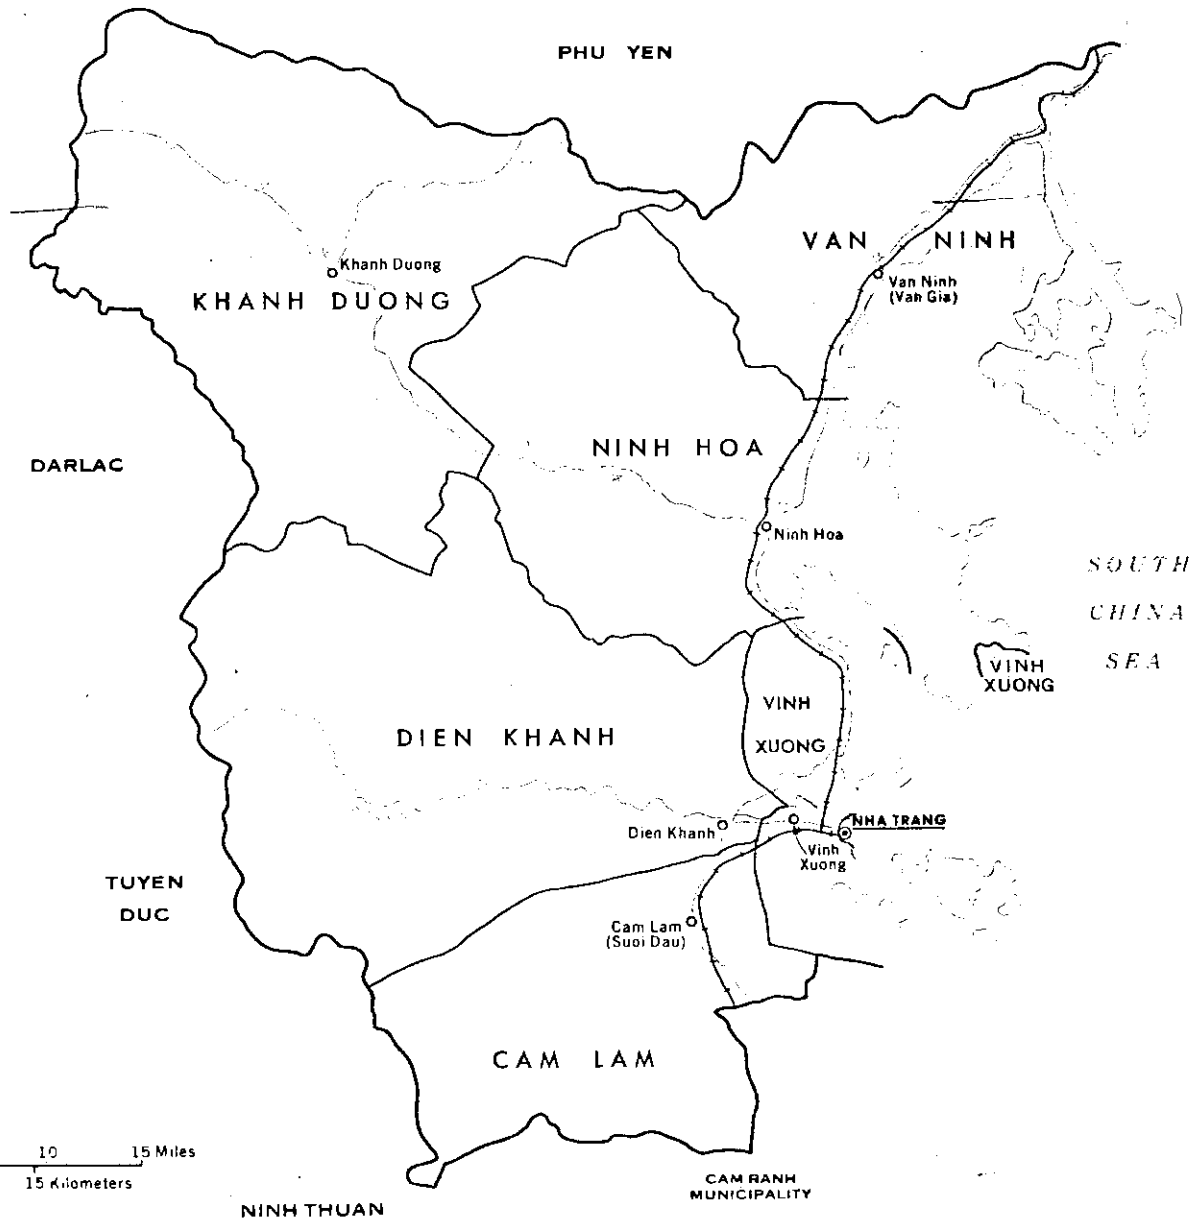 PHU YEN
VAN NINH
Khanh Duong
KHANH DUONG
Van Ninh
(Van Gia)
NINH HOA
DARLAC
Ninh Hoa
SOUTH
CHINA
SEA
VINH
XUONG
VINH
XUONG
DIEN KHANH
Dien Khanh
NHA TRANG
Vinh
Xuong
TUYEN
DUC
Cam Lam
(Suoi Dau)
CAM LAM
10 15 Miles
15 Kilometers
CAM RANH
MUNICIPALITY
NINH THUAN